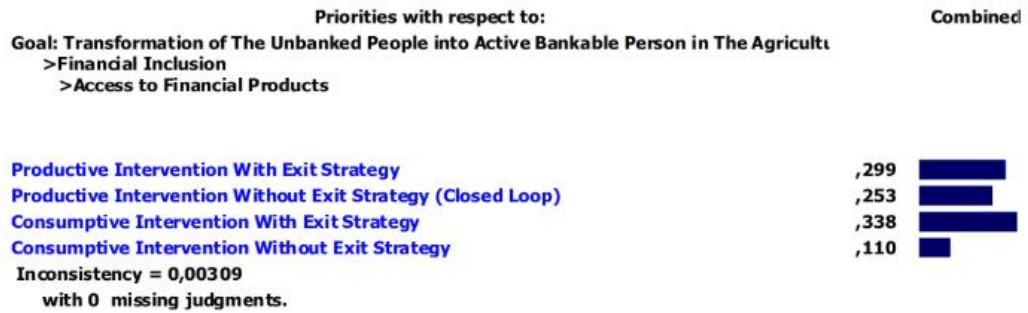 Priorities with respect to: Combined
Goal: Transformation of The Unbanked People into Active Bankable Person in The Agricultu
>Financial Inclusion
>Access to Financial Products
Productive Intervention With Exit Strategy ,299
Productive Intervention Without Exit Strategy (Closed Loop) ,253
Consumptive Intervention With Exit Strategy ,338
Consumptive Intervention Without Exit Strategy ,110
Inconsistency = 0,00309
with 0 missing judgments.